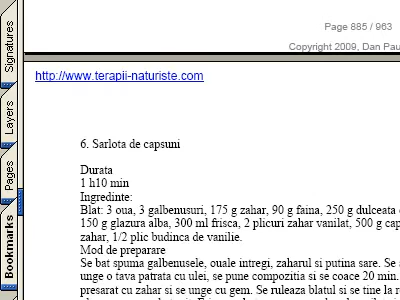 Signatures
Layers
Pages
Bookmarks
Page 885 / 963
Copyright 2009, Dan
http://www.terapii-naturiste.com
6. Sarlota de capsuni
Durata
1 h10 min
Ingredinte:
Blat: 3 oua, 3 galbenusuri, 175 g zahar, 90 g faina, 250 g dulceata
150 g glazura alba, 300 ml frisca, 2 plicuri zahar vanilat, 500 g
zahar, 1/2 plic budinca de vanilie.
Mod de preparare
Se bat spuma galbenusele, ouale intregi, zaharul si putina sare. Se
unge o tava patrata cu ulei, se pune compozitia si se coace 20 min.
presarat cu zahar si se unge cu gem. Se ruleaza blatul si se tine la